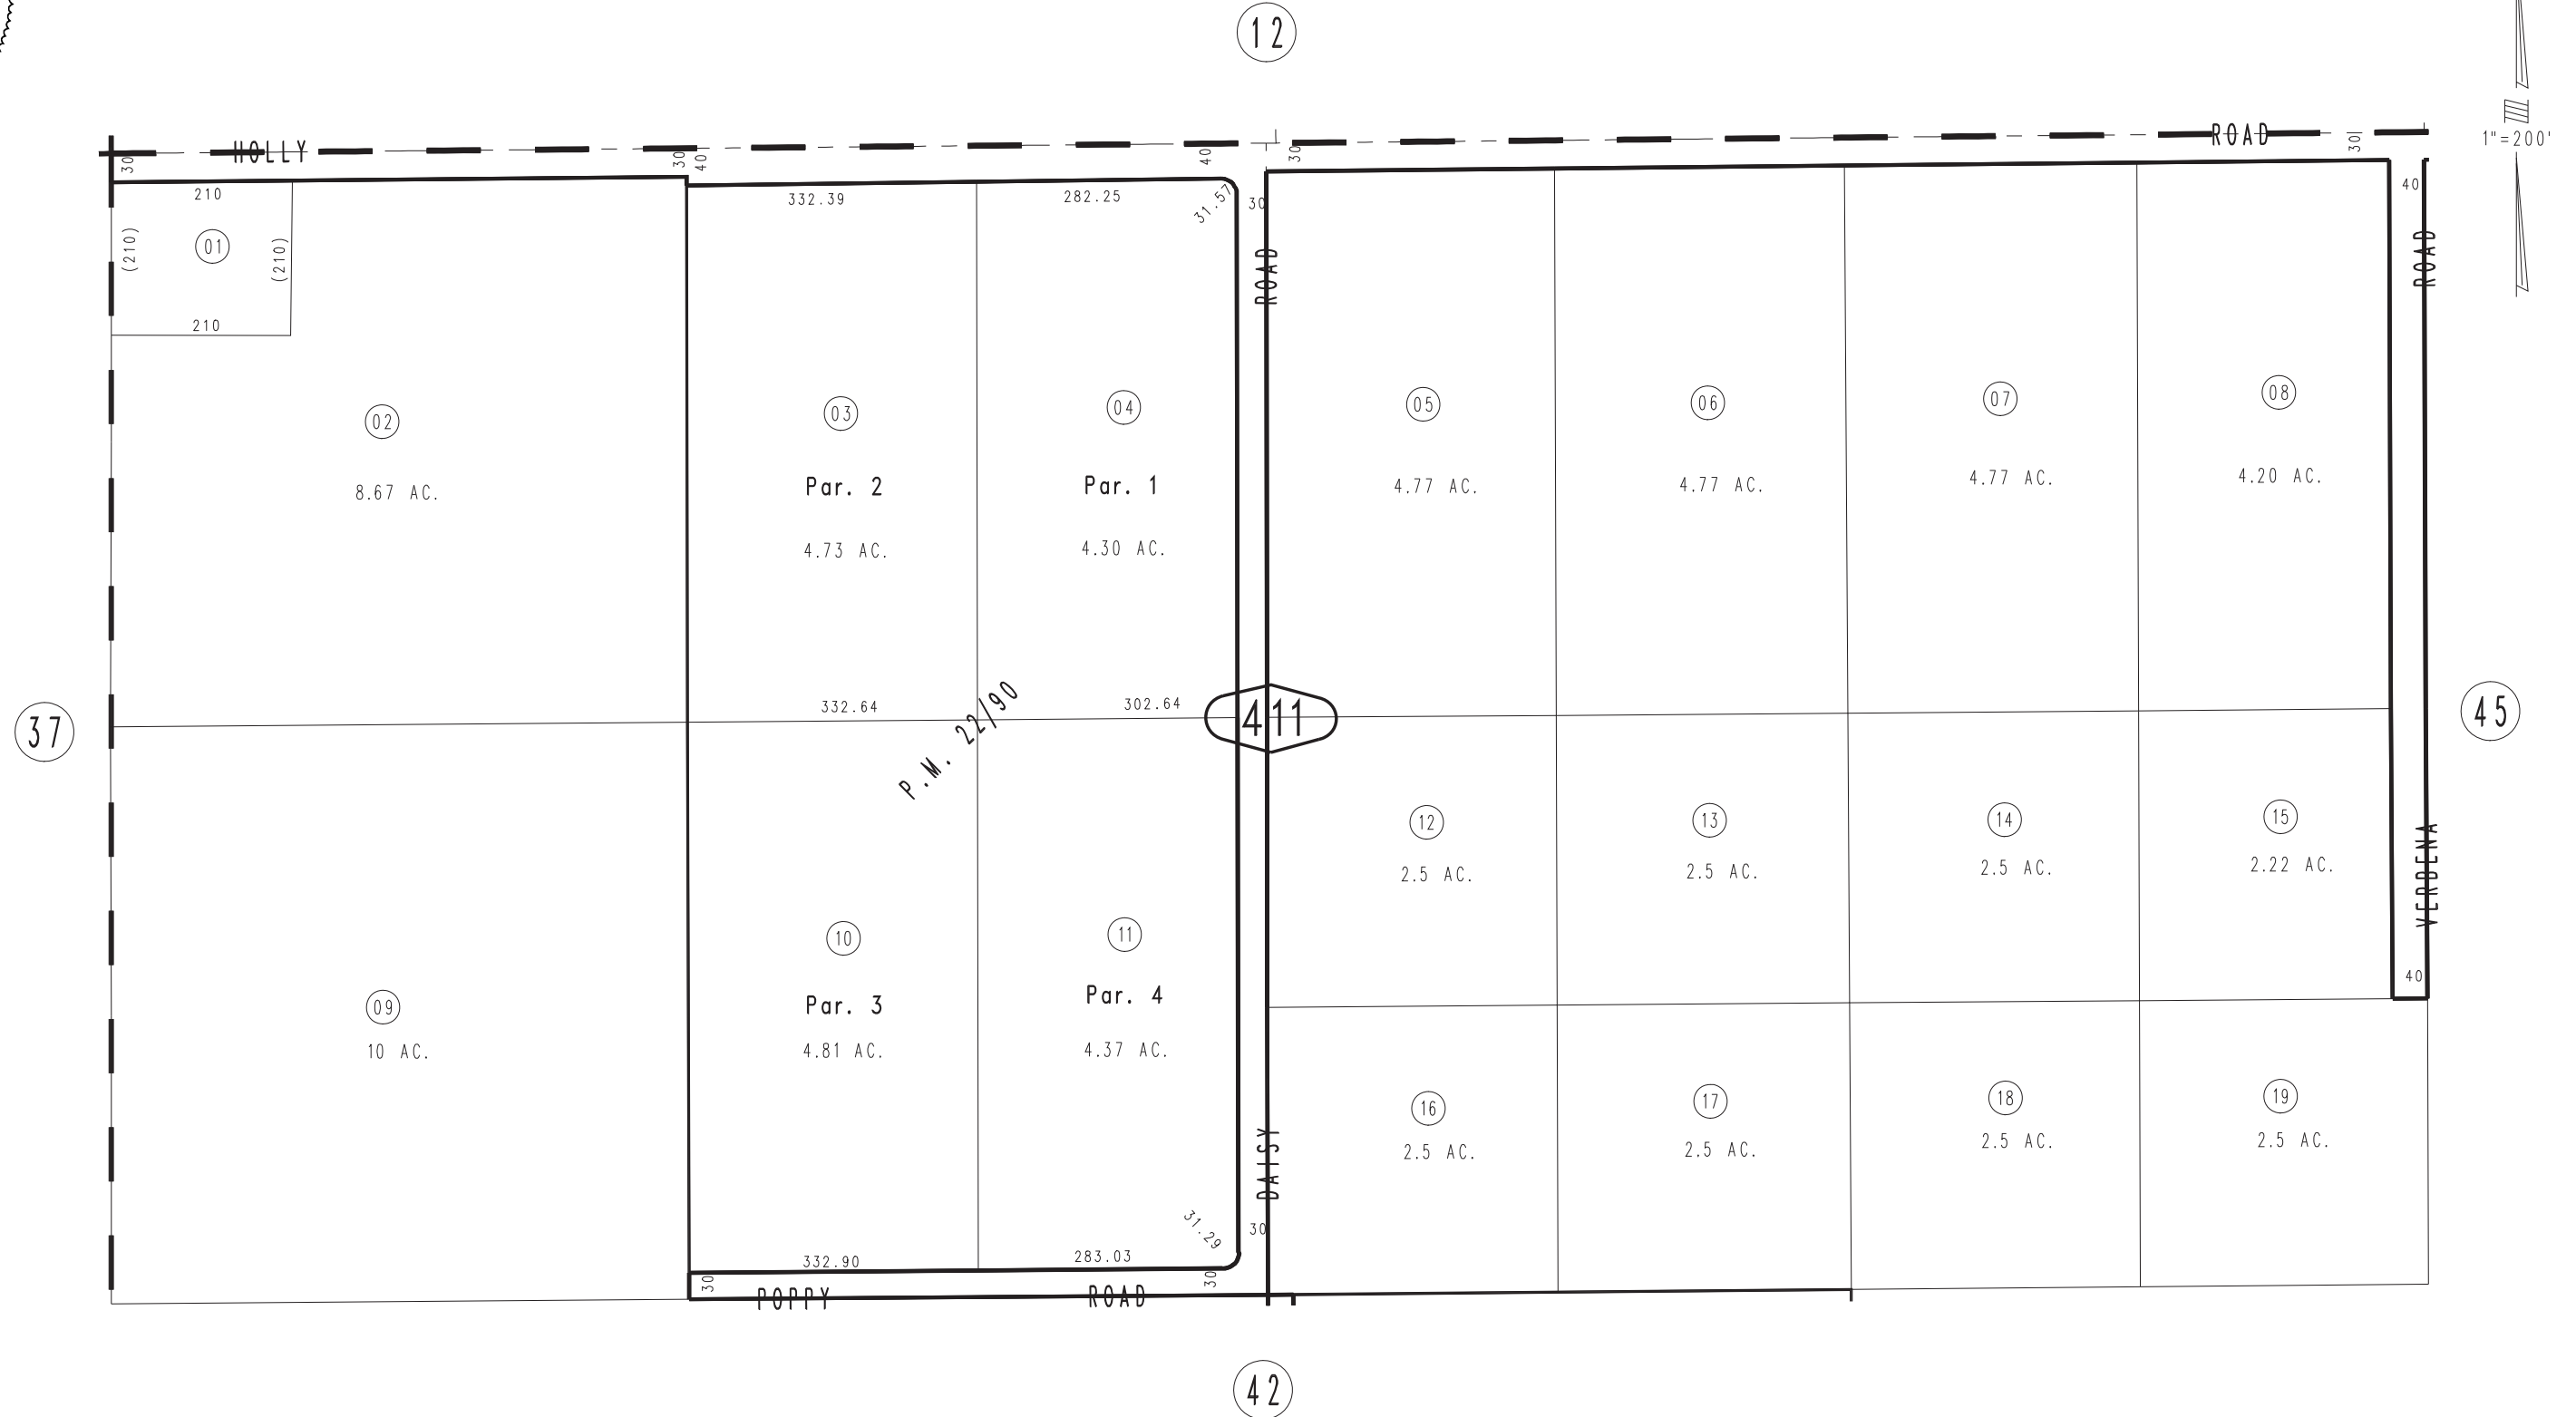 12
HOLLY ROAD
1"=200'
30
30
40
40
30
30
210
332.39
282.25
31.57
30
40
(210)
01
(210)
ROAD
ROAD
210
02
03
04
05
06
07
08
8.67 AC.
Par. 2
Par. 1
4.77 AC.
4.77 AC.
4.77 AC.
4.20 AC.
4.73 AC.
4.30 AC.
332.64
302.64
37
P.M. 22/90
411
45
12
13
14
15
2.5 AC.
2.5 AC.
2.5 AC.
2.22 AC.
VERBENA
10
11
40
09
Par. 3
Par. 4
10 AC.
4.81 AC.
4.37 AC.
16
17
18
19
2.5 AC.
2.5 AC.
2.5 AC.
2.5 AC.
DAISY
31.29
30
332.90
283.03
30
30
POPPY ROAD
42